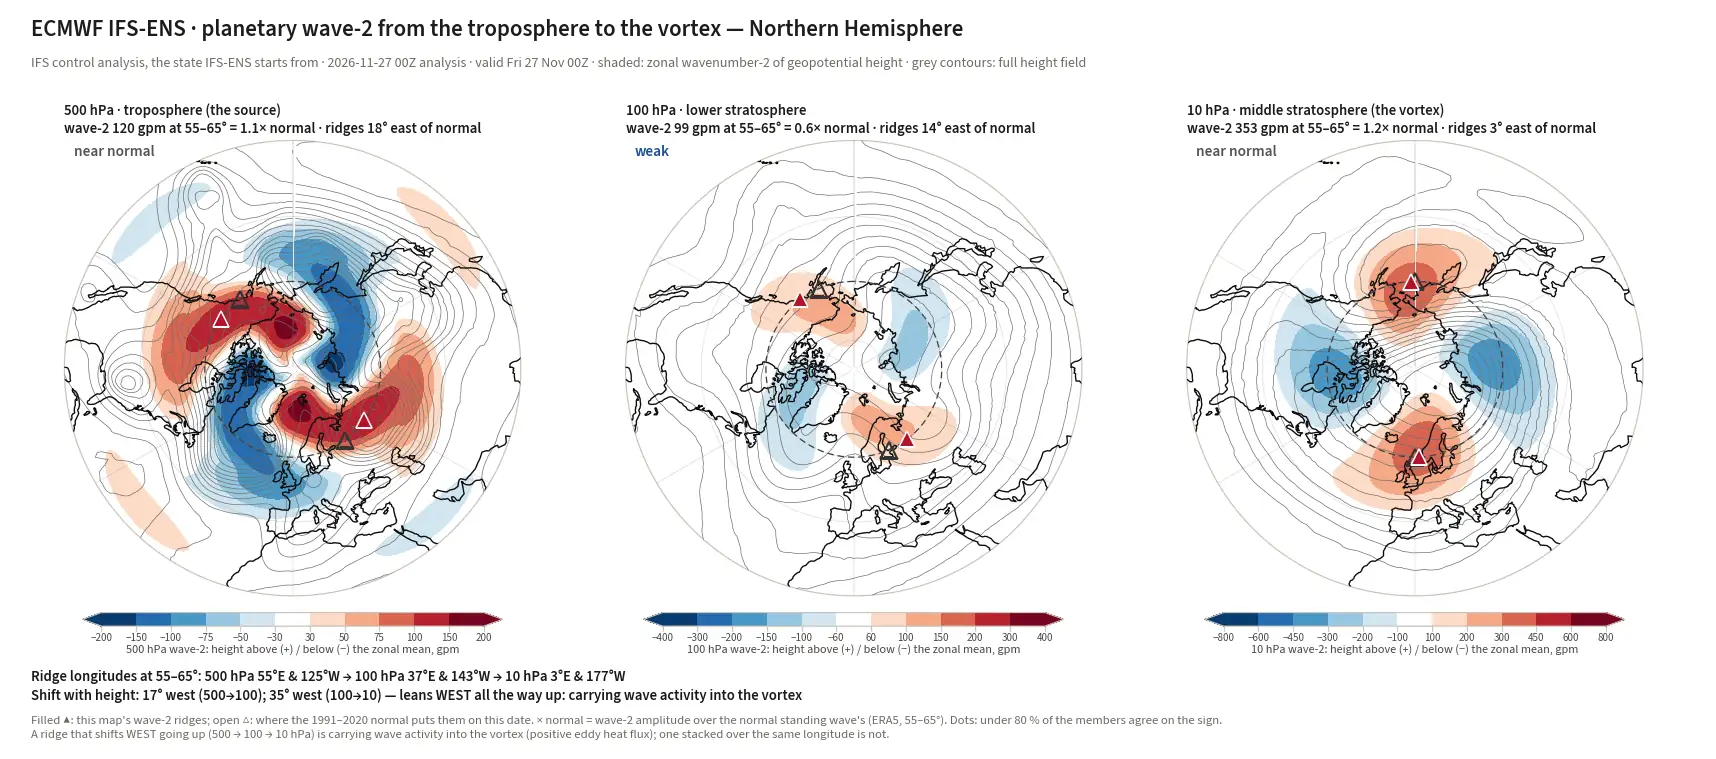 ECMWF IFS-ENS · planetary wave-2 from the troposphere to the vortex — Northern Hemisphere
IFS control analysis, the state IFS-ENS starts from · 2026-11-27 00Z analysis · valid Fri 27 Nov 00Z · shaded: zonal wavenumber-2 of geopotential height · grey contours: full height field
500 hPa · troposphere (the source)
wave-2 120 gpm at 55–65° = 1.1× normal · ridges 18° east of normal
near normal
100 hPa · lower stratosphere
wave-2 99 gpm at 55–65° = 0.6× normal · ridges 14° east of normal
weak
10 hPa · middle stratosphere (the vortex)
wave-2 353 gpm at 55–65° = 1.2× normal · ridges 3° east of normal
near normal
−200 −150 −100 −75 −50 −30 30 50 75 100 150 200
500 hPa wave-2: height above (+) / below (−) the zonal mean, gpm
−400 −300 −200 −150 −100 −60 60 100 150 200 300 400
100 hPa wave-2: height above (+) / below (−) the zonal mean, gpm
−800 −600 −450 −300 −200 −100 100 200 300 450 600 800
10 hPa wave-2: height above (+) / below (−) the zonal mean, gpm
Ridge longitudes at 55–65°: 500 hPa 55°E & 125°W → 100 hPa 37°E & 143°W → 10 hPa 3°E & 177°W
Shift with height: 17° west (500→100); 35° west (100→10) — leans WEST all the way up: carrying wave activity into the vortex
Filled ▲: this map's wave-2 ridges; open △: where the 1991–2020 normal puts them on this date. × normal = wave-2 amplitude over the normal standing wave's (ERA5, 55–65°). Dots: under 80 % of the members agree on the sign.
A ridge that shifts WEST going up (500 → 100 → 10 hPa) is carrying wave activity into the vortex (positive eddy heat flux); one stacked over the same longitude is not.